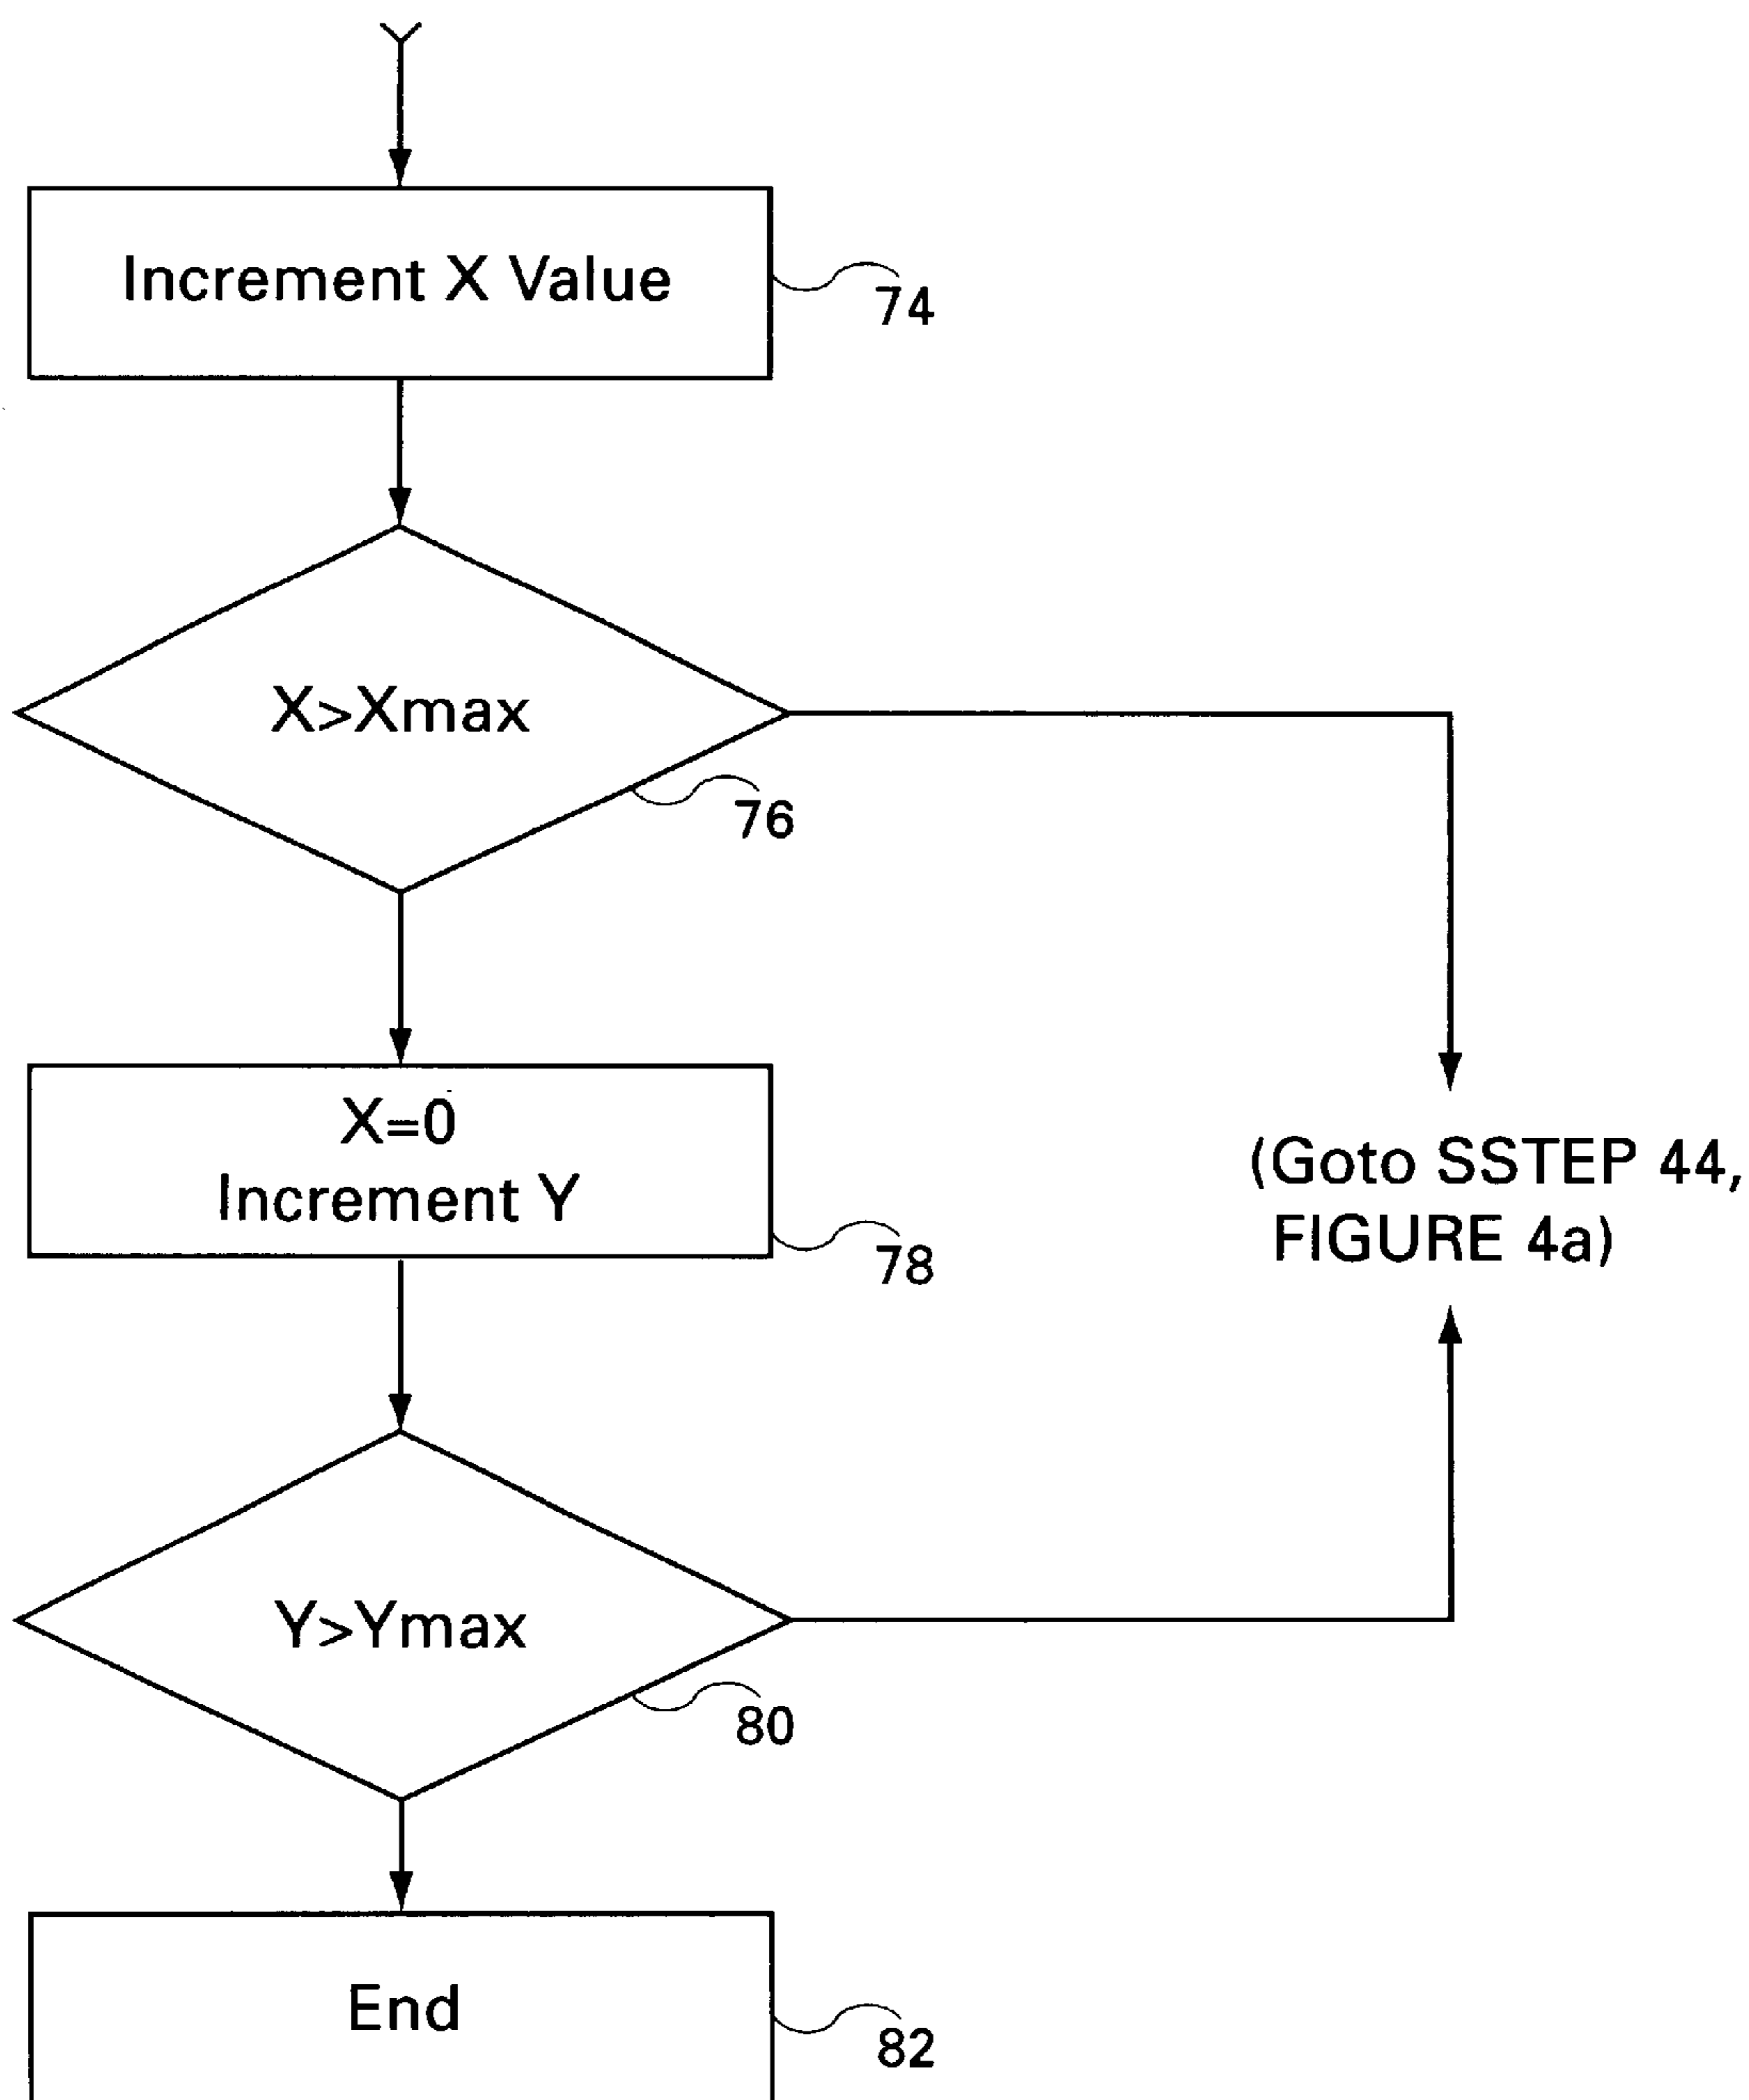 Increment X Value
74
X>Xmax
76
X=0
Increment Y
78
(Goto SSTEP 44,
FIGURE 4a)
Y>Ymax
80
End
82